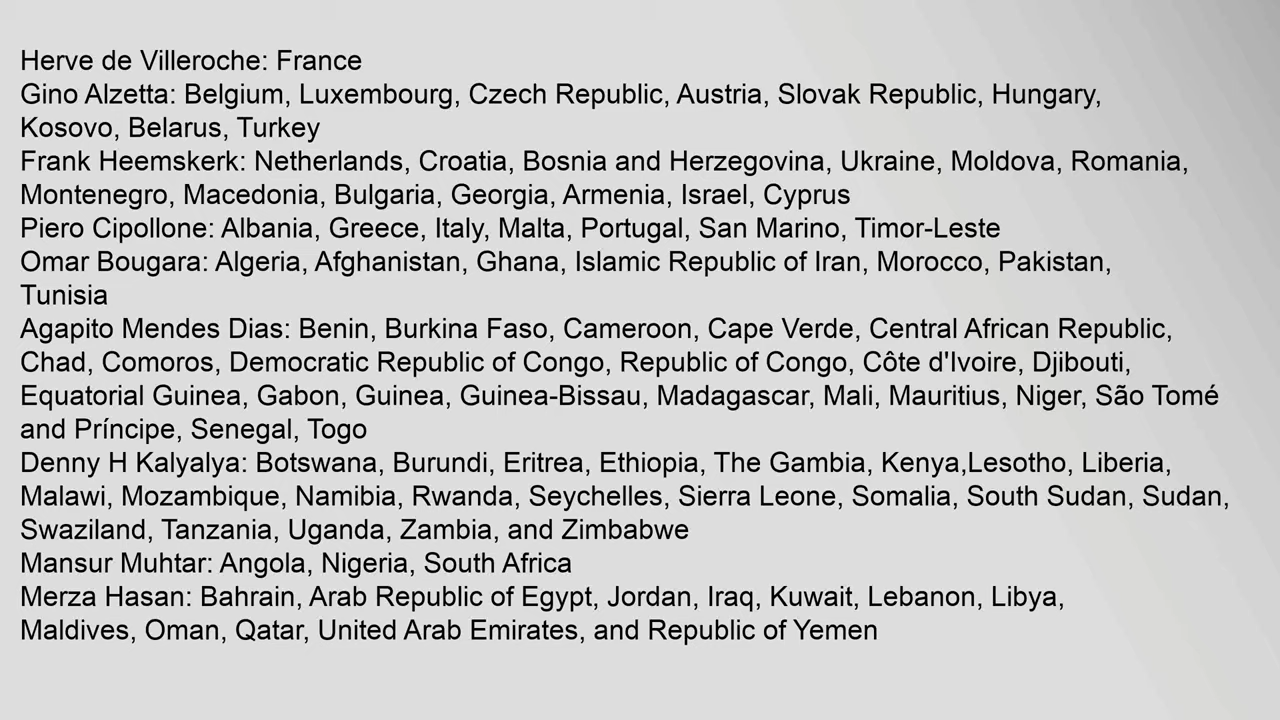 Herve de Villeroche: France
Gino Alzetta: Belgium, Luxembourg, Czech Republic, Austria, Slovak Republic, Hungary,
Kosovo, Belarus, Turkey
Frank Heemskerk: Netherlands, Croatia, Bosnia and Herzegovina, Ukraine, Moldova, Romania,
Montenegro, Macedonia, Bulgaria, Georgia, Armenia, Israel, Cyprus
Piero Cipollone: Albania, Greece, Italy, Malta, Portugal, San Marino, Timor-Leste
Omar Bougara: Algeria, Afghanistan, Ghana, Islamic Republic of Iran, Morocco, Pakistan,
Tunisia
Agapito Mendes Dias: Benin, Burkina Faso, Cameroon, Cape Verde, Central African Republic,
Chad, Comoros, Democratic Republic of Congo, Republic of Congo, Côte d'Ivoire, Djibouti,
Equatorial Guinea, Gabon, Guinea, Guinea-Bissau, Madagascar, Mali, Mauritius, Niger, São Tomé
and Príncipe, Senegal, Togo
Denny H Kalyalya: Botswana, Burundi, Eritrea, Ethiopia, The Gambia, Kenya,Lesotho, Liberia,
Malawi, Mozambique, Namibia, Rwanda, Seychelles, Sierra Leone, Somalia, South Sudan, Sudan,
Swaziland, Tanzania, Uganda, Zambia, and Zimbabwe
Mansur Muhtar: Angola, Nigeria, South Africa
Merza Hasan: Bahrain, Arab Republic of Egypt, Jordan, Iraq, Kuwait, Lebanon, Libya,
Maldives, Oman, Qatar, United Arab Emirates, and Republic of Yemen